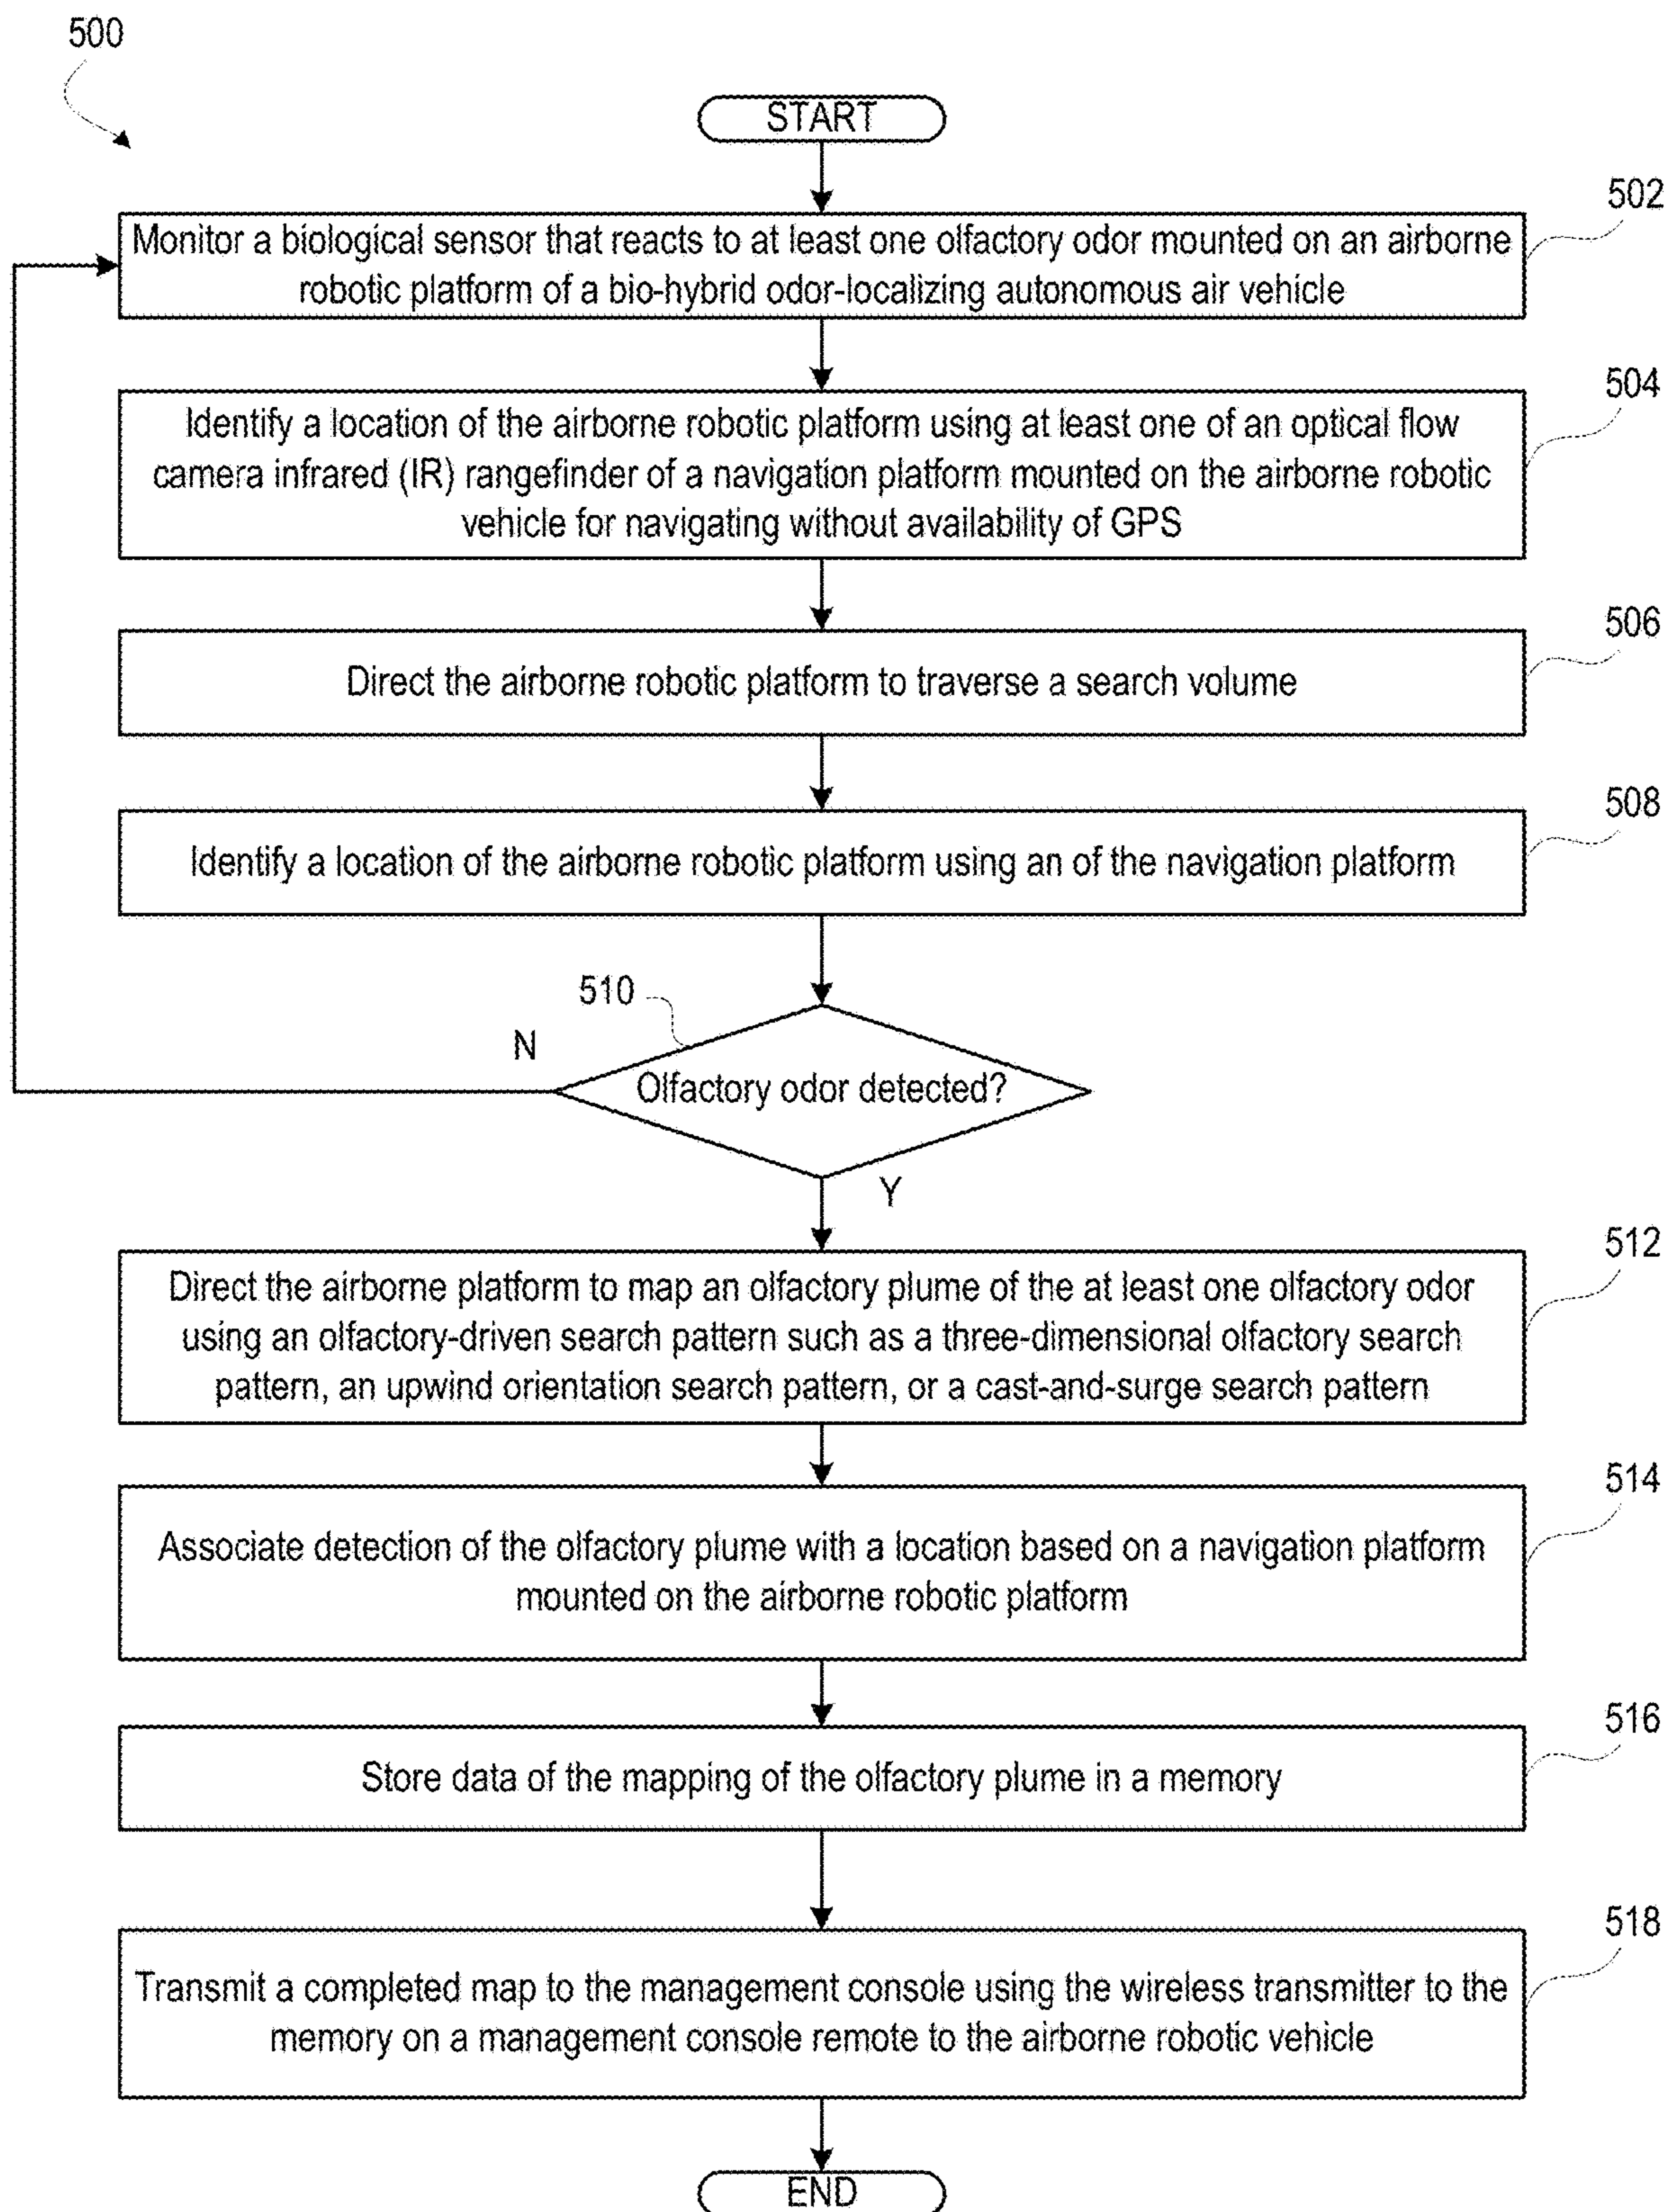 500
START
502
Monitor a biological sensor that reacts to at least one olfactory odor mounted on an airborne
robotic platform of a bio-hybrid odor-localizing autonomous air vehicle
504
Identify a location of the airborne robotic platform using at least one of an optical flow
camera infrared (IR) rangefinder of a navigation platform mounted on the airborne robotic
vehicle for navigating without availability of GPS
506
Direct the airborne robotic platform to traverse a search volume
508
Identify a location of the airborne robotic platform using an of the navigation platform
510
N
Olfactory odor detected?
Y
512
Direct the airborne platform to map an olfactory plume of the at least one olfactory odor
using an olfactory-driven search pattern such as a three-dimensional olfactory search
pattern, an upwind orientation search pattern, or a cast-and-surge search pattern
514
Associate detection of the olfactory plume with a location based on a navigation platform
mounted on the airborne robotic platform
516
Store data of the mapping of the olfactory plume in a memory
518
Transmit a completed map to the management console using the wireless transmitter to the
memory on a management console remote to the airborne robotic vehicle
END